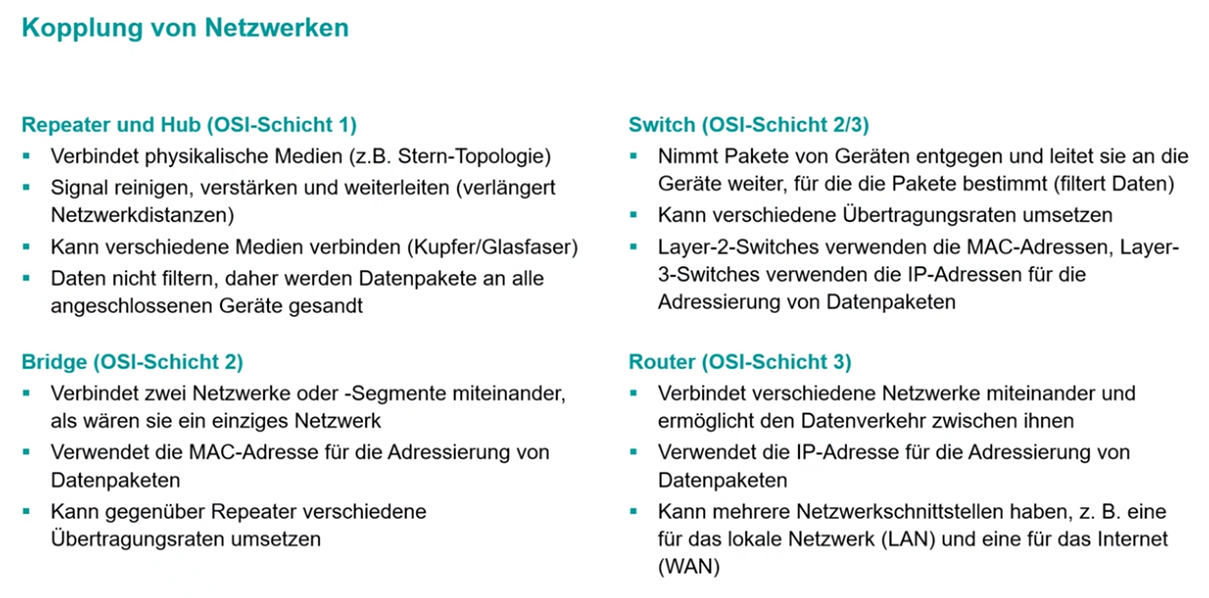 Kopplung von Netzwerken
Repeater und Hub (OSI-Schicht 1)
▪ Verbindet physikalische Medien (z.B. Stern-Topologie)
▪ Signal reinigen, verstärken und weiterleiten (verlängert
Netzwerkdistanzen)
▪ Kann verschiedene Medien verbinden (Kupfer/Glasfaser)
▪ Daten nicht filtern, daher werden Datenpakete an alle
angeschlossenen Geräte gesandt
Bridge (OSI-Schicht 2)
▪ Verbindet zwei Netzwerke oder -Segmente miteinander,
als wären sie ein einziges Netzwerk
▪ Verwendet die MAC-Adresse für die Adressierung von
Datenpaketen
▪ Kann gegenüber Repeater verschiedene
Übertragungsraten umsetzen
Switch (OSI-Schicht 2/3)
▪ Nimmt Pakete von Geräten entgegen und leitet sie an die
Geräte weiter, für die die Pakete bestimmt (filtert Daten)
▪ Kann verschiedene Übertragungsraten umsetzen
▪ Layer-2-Switches verwenden die MAC-Adressen, Layer-
3-Switches verwenden die IP-Adressen für die
Adressierung von Datenpaketen
Router (OSI-Schicht 3)
▪ Verbindet verschiedene Netzwerke miteinander und
ermöglicht den Datenverkehr zwischen ihnen
▪ Verwendet die IP-Adresse für die Adressierung von
Datenpaketen
▪ Kann mehrere Netzwerkschnittstellen haben, z. B. eine
für das lokale Netzwerk (LAN) und eine für das Internet
(WAN)